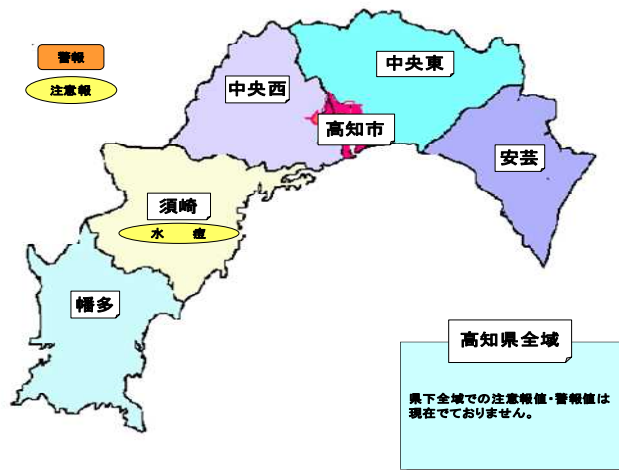 警報
注意報
中央東
中央西
高知市
安芸
須崎
水 痘
幡多
高知県全域
県下全域での注意報値・警報値は
現在でておりません。